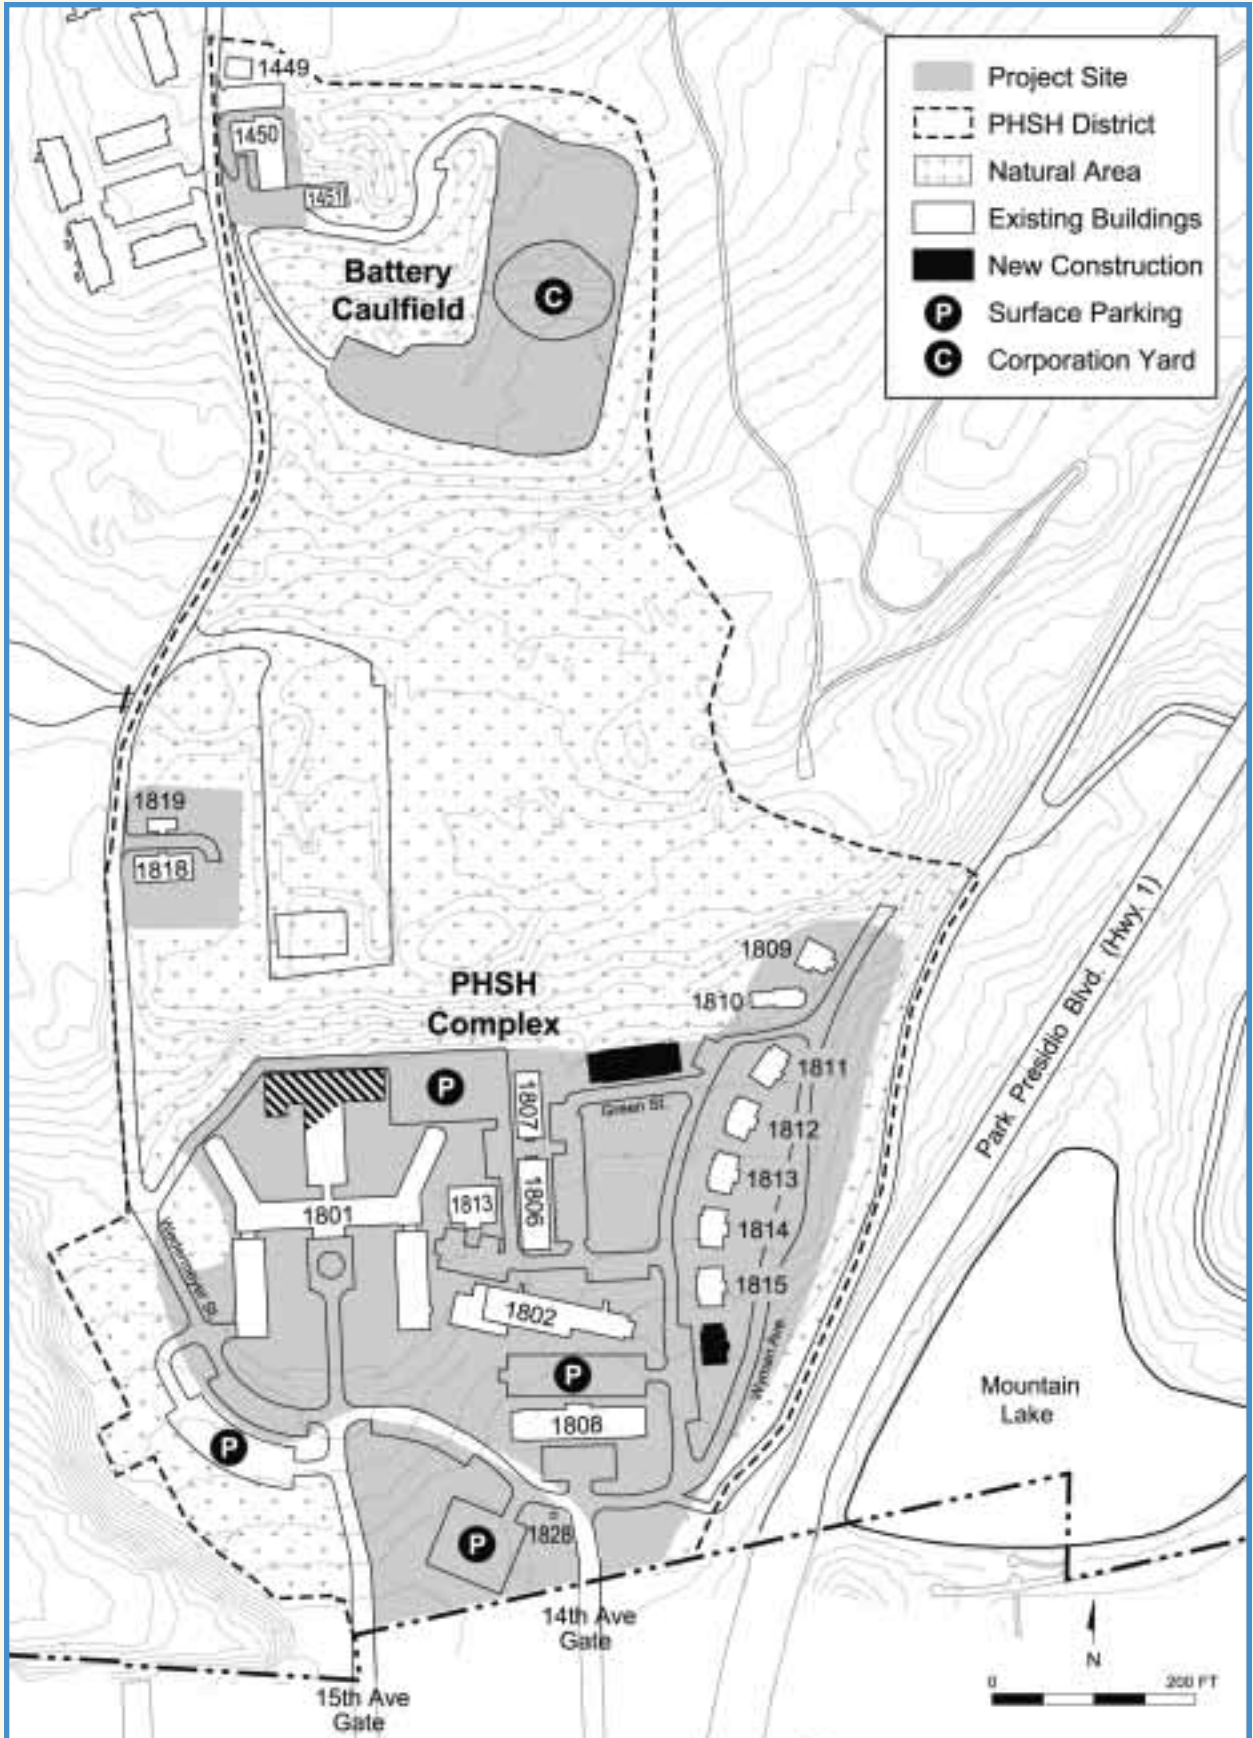 1449
Project Site
PHSH District
1450
Natural Area
1451
Existing Buildings
Battery
Caulfield
New Construction
C
P
Surface Parking
C
Corporation Yard
1819
1818
1809
PHSH
Complex
1810
Park Presidio Blvd. (Hwy. 1)
1811
P
1807
Green St.
1812
1813
1806
1813
1801
1814
1815
1802
Wyman Ave.
P
Mountain
Lake
1808
P
P
1828
14th Ave
Gate
15th Ave
Gate
N
0
200 FT